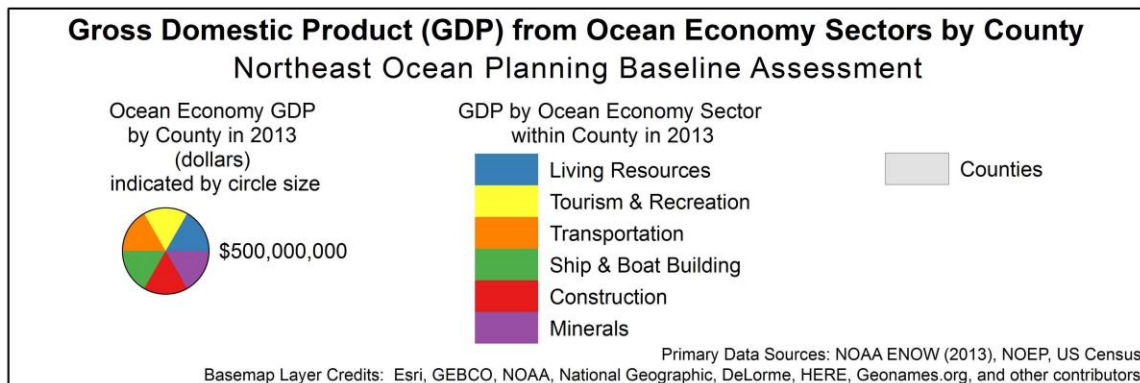 Gross Domestic Product (GDP) from Ocean Economy Sectors by County
Northeast Ocean Planning Baseline Assessment
Ocean Economy GDP
by County in 2013
(dollars)
indicated by circle size
$500,000,000
GDP by Ocean Economy Sector
within County in 2013
Living Resources
Tourism & Recreation
Transportation
Ship & Boat Building
Construction
Minerals
Counties
Primary Data Sources: NOAA ENOW (2013), NOEP, US Census
Basemap Layer Credits: Esri, GEBCO, NOAA, National Geographic, DeLorme, HERE, Geonames.org, and other contributors